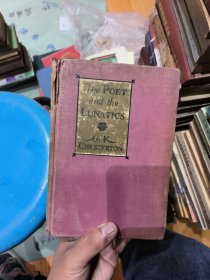 The POET
and the
LUNATICS
G. K.
CHESTERTON